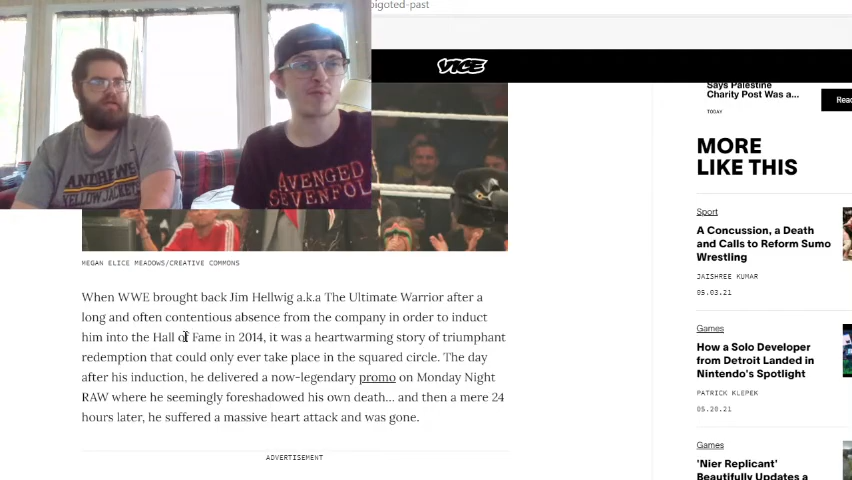 bigoted-past
VICE
ANDREWS
YELLOW JACKETS
AVENGED
SEVENFOL
MEGAN ELICE MEADOWS/CREATIVE COMMONS
When WWE brought back Jim Hellwig a.k.a The Ultimate Warrior after a
long and often contentious absence from the company in order to induct
him into the Hall of Fame in 2014, it was a heartwarming story of triumphant
redemption that could only ever take place in the squared circle. The day
after his induction, he delivered a now-legendary promo on Monday Night
RAW where he seemingly foreshadowed his own death... and then a mere 24
hours later, he suffered a massive heart attack and was gone.
ADVERTISEMENT
Says Palestine
Charity Post Was a...
TODAY
Rea
MORE
LIKE THIS
Sport
A Concussion, a Death
and Calls to Reform Sumo
Wrestling
JAISHREE KUMAR
05.03.21
Games
How a Solo Developer
from Detroit Landed in
Nintendo's Spotlight
PATRICK KLEPEK
05.20.21
Games
'Nier Replicant'
Beautifully Updates a